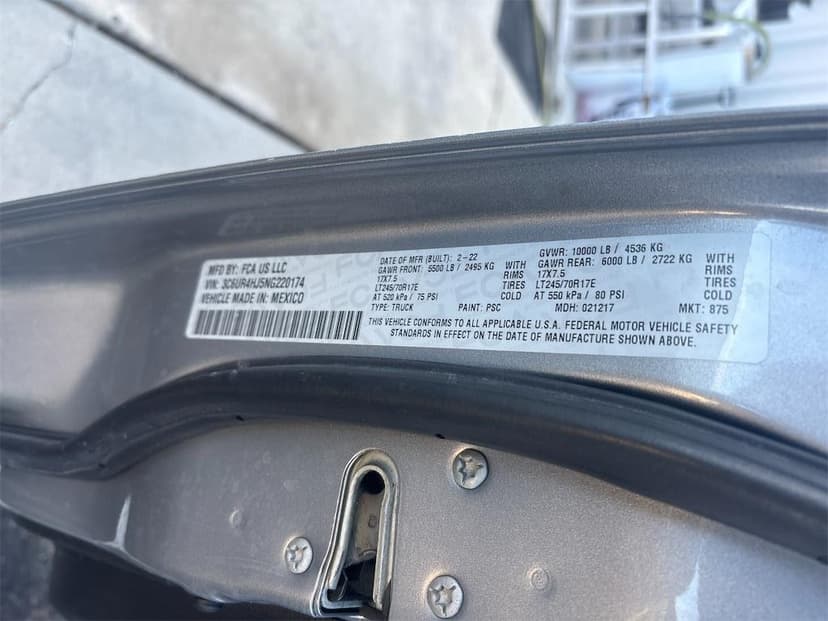 MFD BY: FCA US LLC
VIN: 3C6UR4HJ5NG220174
VEHICLE MADE IN: MEXICO
DATE OF MFR (BUILT): 2-22
GAWR FRONT: 5500 LB / 2495 KG WITH
17X7.5 RIMS
LT245/70R17E TIRES
AT 520 kPa / 75 PSI COLD
TYPE: TRUCK PAINT: PSC
GVWR: 10000 LB / 4536 KG
GAWR REAR: 6000 LB / 2722 KG WITH
17X7.5 RIMS
LT245/70R17E TIRES
AT 550 kPa / 80 PSI COLD
MDH: 021217 MKT: 875
THIS VEHICLE CONFORMS TO ALL APPLICABLE U.S.A. FEDERAL MOTOR VEHICLE SAFETY
STANDARDS IN EFFECT ON THE DATE OF MANUFACTURE SHOWN ABOVE.